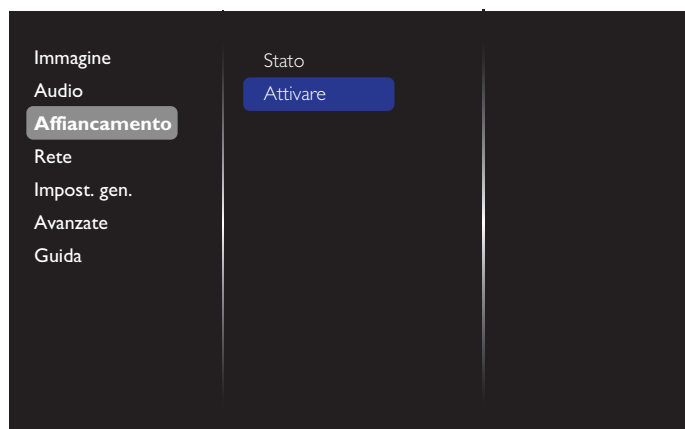 Immagine
Audio
Affiancamento
Rete
Impost. gen.
Avanzate
Guida
Stato
Attivare